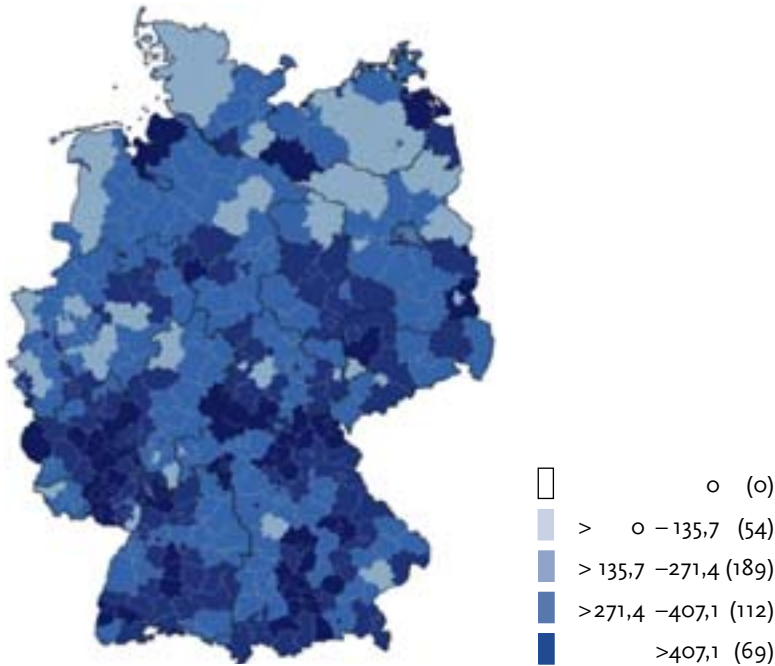 0 (0)
> 0 – 135,7 (54)
> 135,7 –271,4 (189)
>271,4 –407,1 (112)
>407,1 (69)